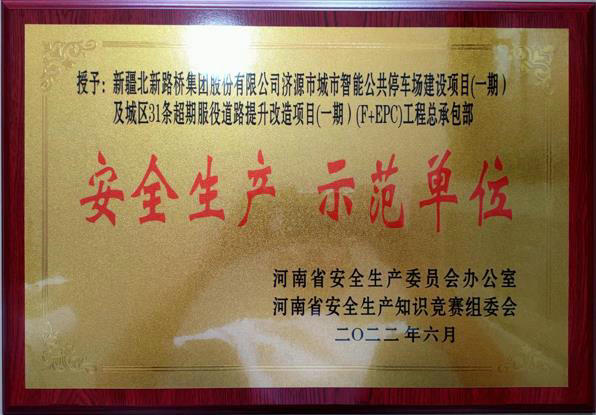 授予：新疆北新路桥集团股份有限公司济源市城市智能公共停车场建设项目(一期)
及城区31条超期服役道路提升改造项目(一期)(F+EPC)工程总承包部
安全生产 示范单位
河南省安全生产委员会办公室
河南省安全生产知识竞赛组委会
二〇二二年六月